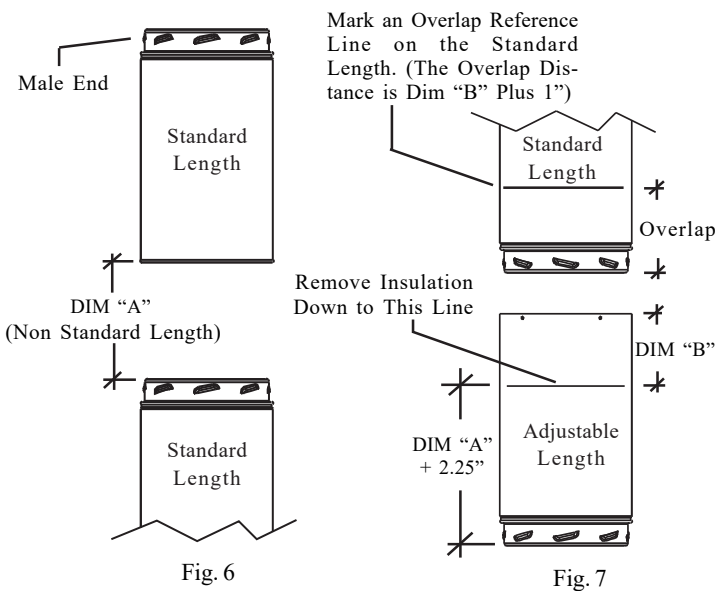 Male End
Standard
Length
DIM “A”
(Non Standard Length)
Standard
Length
Fig. 6
Mark an Overlap Reference
Line on the Standard
Length. (The Overlap Dis-
tance is Dim “B” Plus 1”)
Standard
Length
Overlap
Remove Insulation
Down to This Line
DIM “B”
DIM “A”
+ 2.25”
Adjustable
Length
Fig. 7